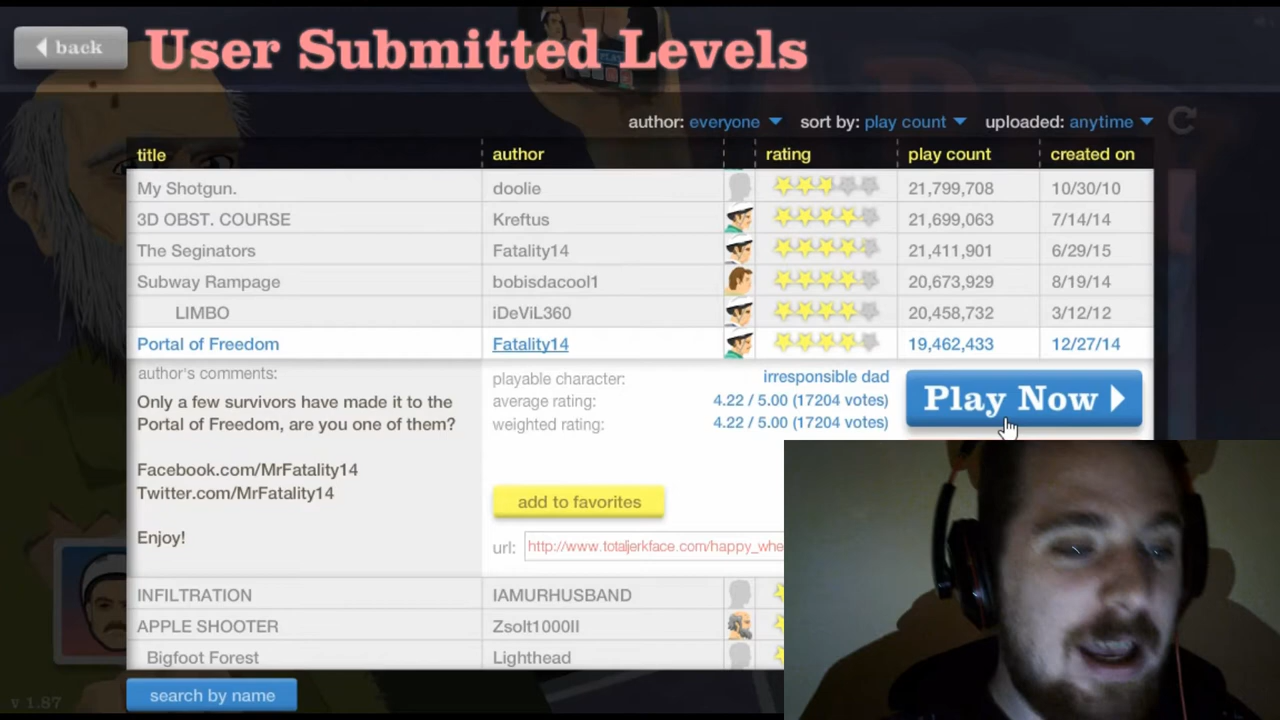 back
User Submitted Levels
author: everyone sort by: play count uploaded: anytime
title author rating play count created on
My Shotgun. doolie 21,799,708 10/30/10
3D OBST. COURSE Kreftus 21,699,063 7/14/14
The Seginators Fatality14 21,411,901 6/29/15
Subway Rampage bobisdacool1 20,673,929 8/19/14
LIMBO iDeViL360 20,458,732 3/12/12
Portal of Freedom Fatality14 19,462,433 12/27/14
author's comments:
Only a few survivors have made it to the
Portal of Freedom, are you one of them?
Facebook.com/MrFatality14
Twitter.com/MrFatality14
Enjoy!
playable character: irresponsible dad
average rating: 4.22 / 5.00 (17204 votes)
weighted rating: 4.22 / 5.00 (17204 votes)
Play Now
add to favorites
url: http://www.totaljerkface.com/happy_whe
INFILTRATION IAMURHUSBAND
APPLE SHOOTER Zsolt1000II
Bigfoot Forest Lighthead
search by name
v 1.87